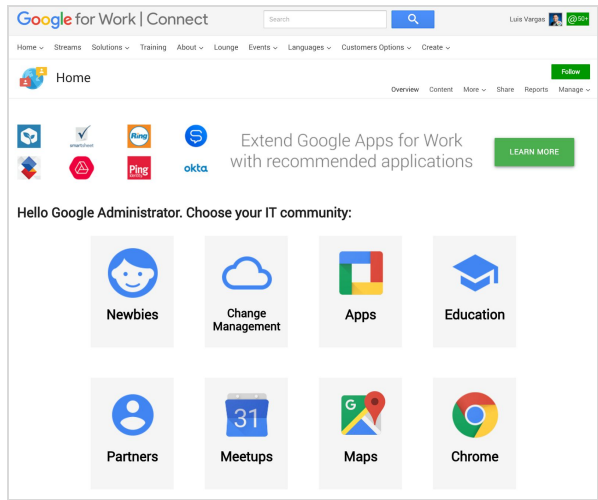 Google for Work | Connect
Search
Luis Vargas
@50+
Home Streams Solutions Training About Lounge Events Languages Customers Options Create
Home
Follow
Overview Content More Share Reports Manage
smartsheet
Ring
S
Ping
Identity
okta
Extend Google Apps for Work
with recommended applications
LEARN MORE
Hello Google Administrator. Choose your IT community:
Newbies
Change
Management
Apps
Education
31
G
Partners
Meetups
Maps
Chrome